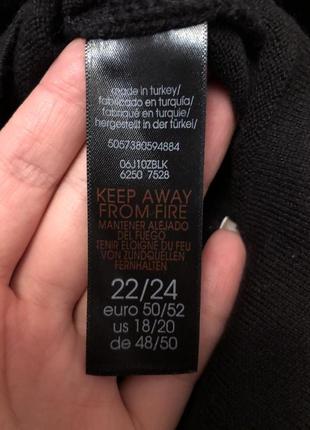 made in turkey/
fabricado en turquía/
fabriqué en turquie/
hergestellt in der türkei/
5057380594884
06J10ZBLK
6250 7528
KEEP AWAY
FROM FIRE
MANTENER ALEJADO
DEL FUEGO
TENIR ELOIGNE DU FEU
VON ZUNDQUELLEN
FERNHALTEN
22/24
euro 50/52
us 18/20
de 48/50